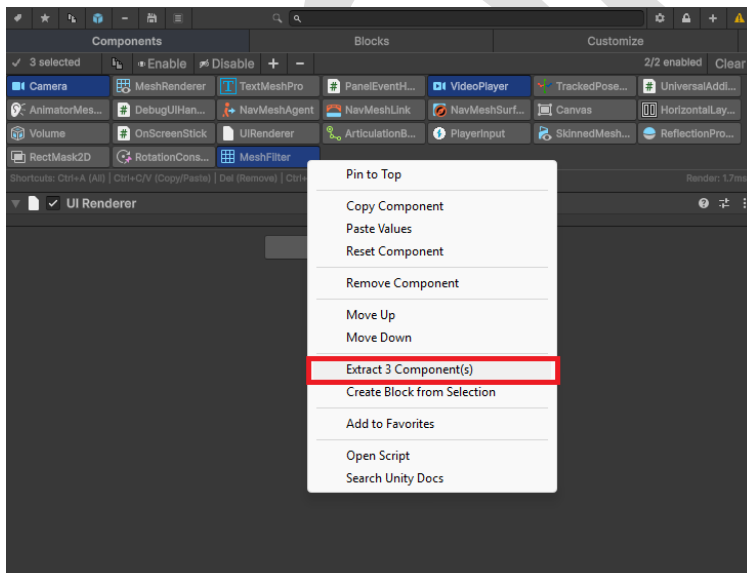 Components Blocks Customize
3 selected Enable Disable + − 2/2 enabled Clear
Camera MeshRenderer TextMeshPro PanelEventH... VideoPlayer TrackedPose... UniversalAddl...
AnimatorMes... DebugUIHan... NavMeshAgent NavMeshLink NavMeshSurf... Canvas HorizontalLay...
Volume OnScreenStick UIRenderer ArticulationB... PlayerInput SkinnedMesh... ReflectionPro...
RectMask2D RotationCons... MeshFilter
Shortcuts: Ctrl+A (All) | Ctrl+C/V (Copy/Paste) | Del (Remove) | Ctrl+ Render: 1.7ms
UI Renderer
Pin to Top
Copy Component
Paste Values
Reset Component
Remove Component
Move Up
Move Down
Extract 3 Component(s)
Create Block from Selection
Add to Favorites
Open Script
Search Unity Docs